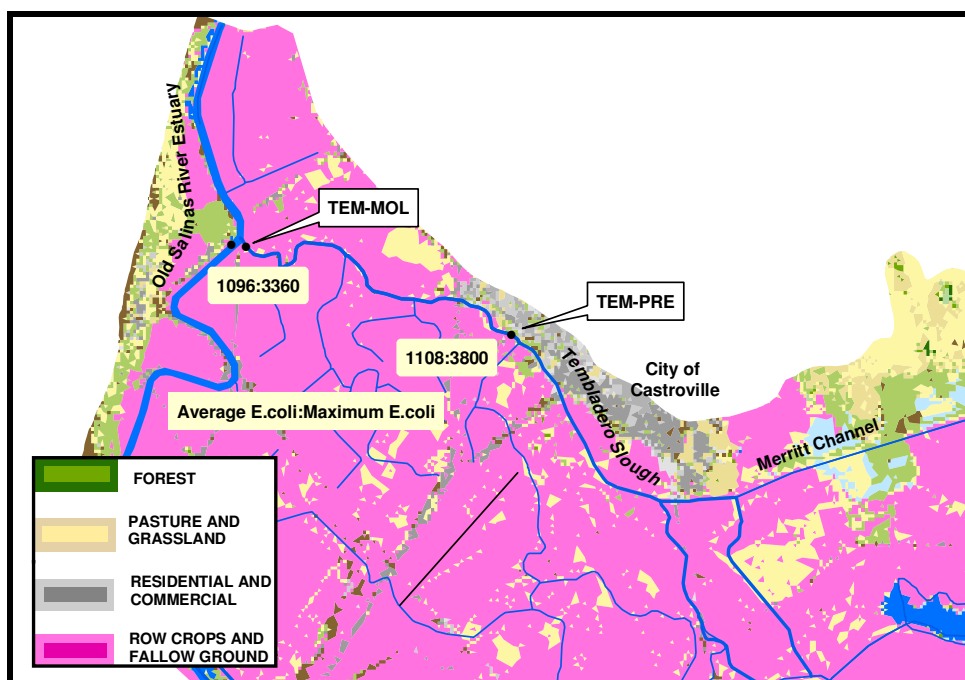 Old Salinas River Estuary
TEM-MOL
1096:3360
TEM-PRE
1108:3800
City of
Castroville
Tembladero Slough
Merritt Channel
Average E.coli:Maximum E.coli
FOREST
PASTURE AND
GRASSLAND
RESIDENTIAL AND
COMMERCIAL
ROW CROPS AND
FALLOW GROUND